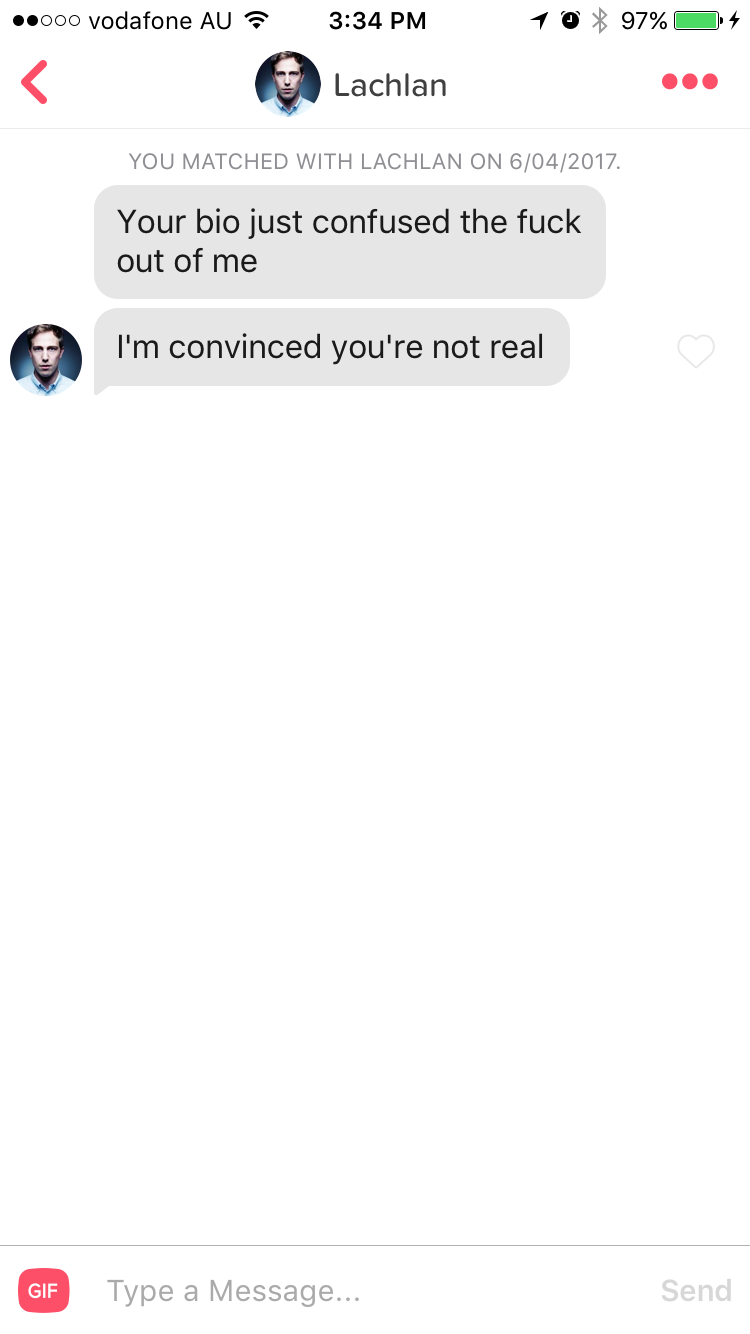 vodafone AU 3:34 PM 97%
Lachlan
YOU MATCHED WITH LACHLAN ON 6/04/2017.
Your bio just confused the fuck
out of me
I'm convinced you're not real
GIF Type a Message... Send